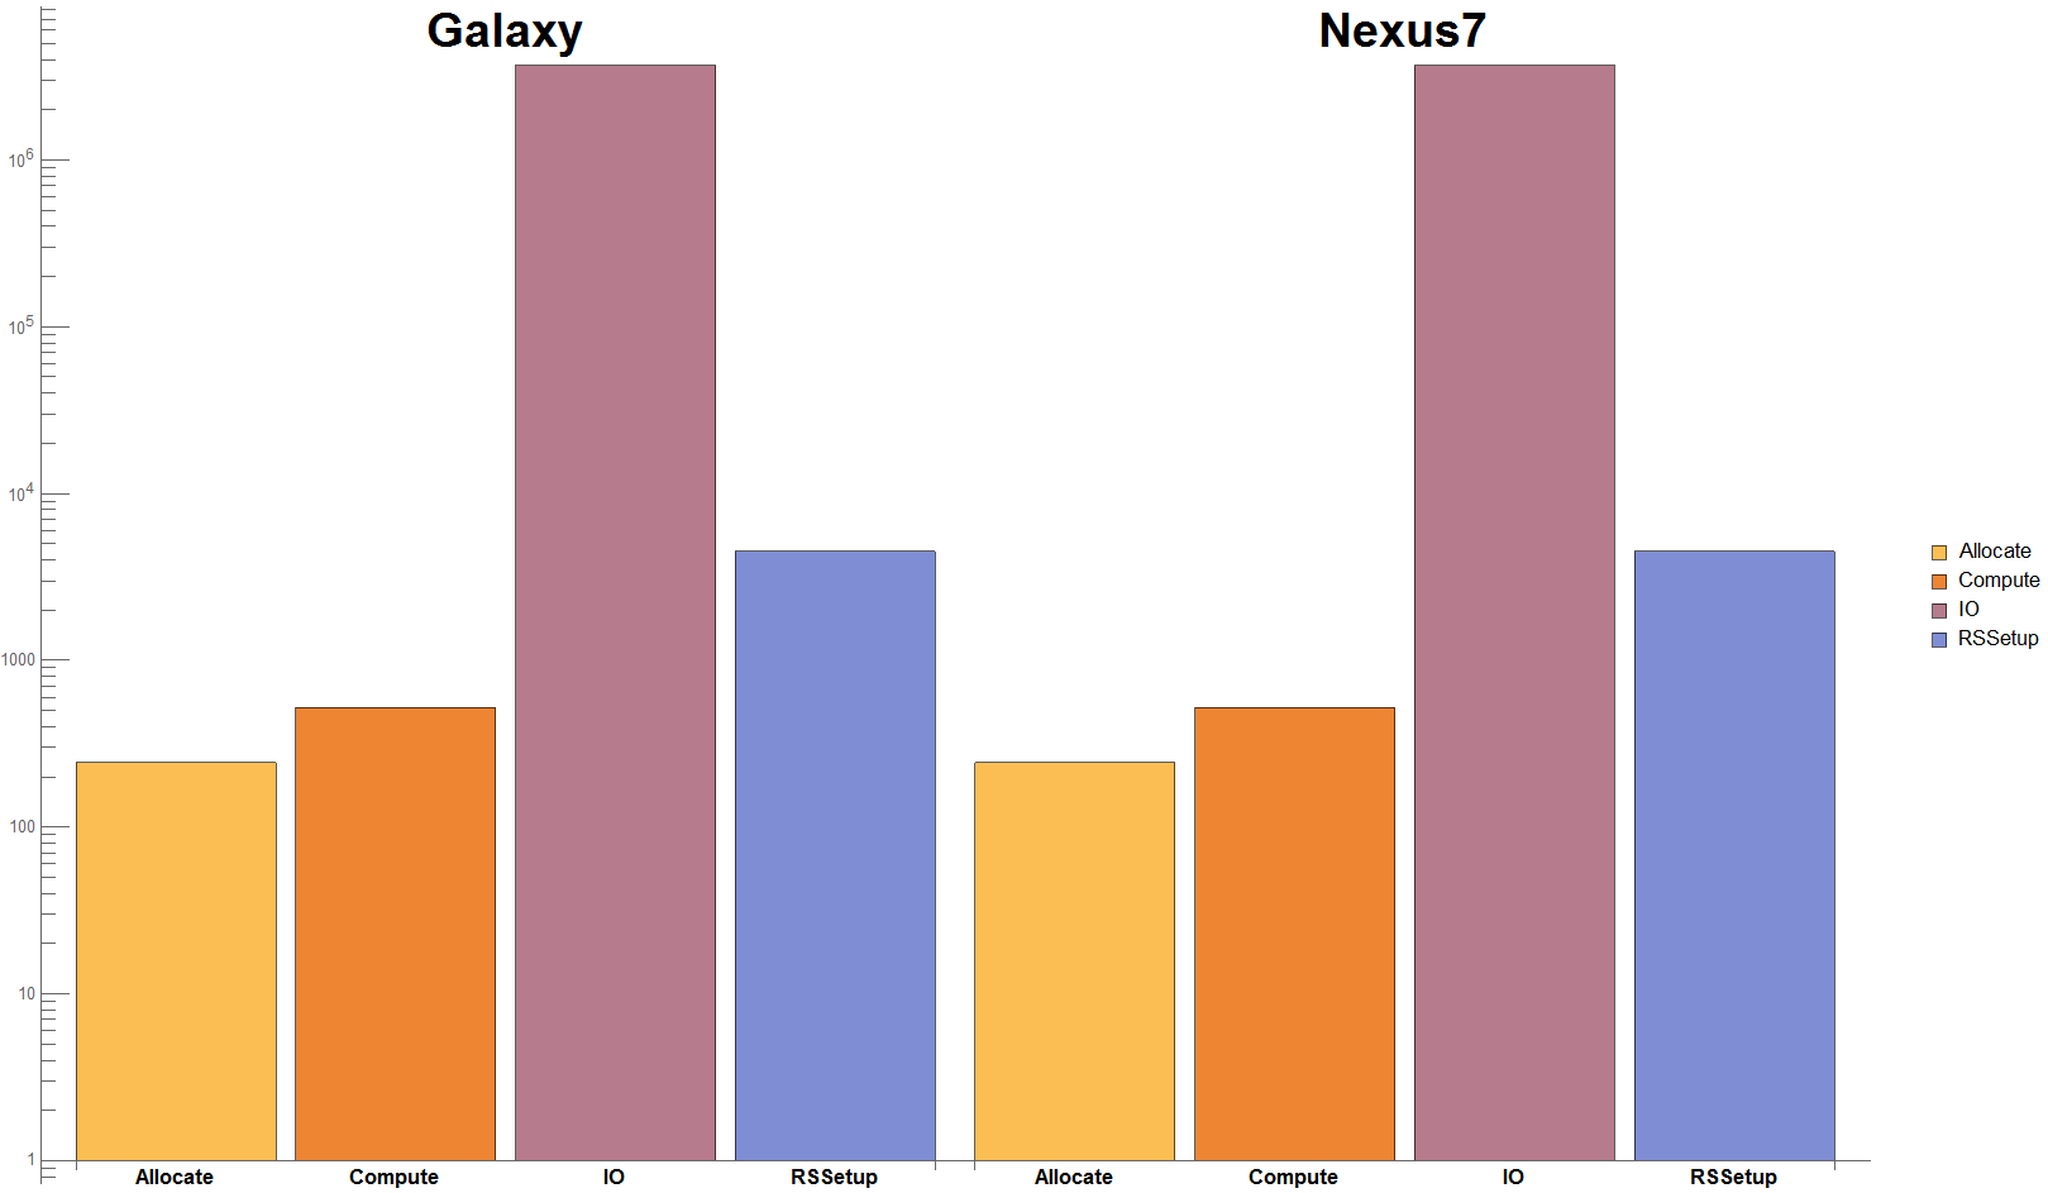 Galaxy
Nexus7
10^6
10^5
10^4
1000
100
10
1
Allocate
Compute
IO
RSSetup
Allocate
Compute
IO
RSSetup
Allocate
Compute
IO
RSSetup